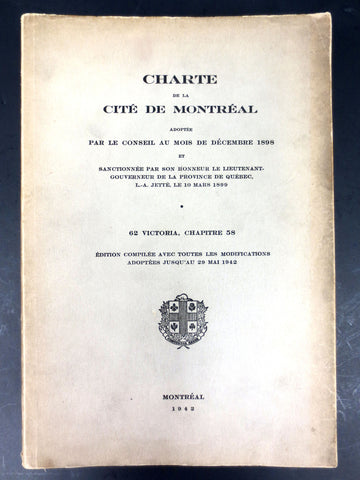 CHARTE
DE LA
CITÉ DE MONTRÉAL
ADOPTÉE
PAR LE CONSEIL AU MOIS DE DÉCEMBRE 1898
ET
SANCTIONNÉE PAR SON HONNEUR LE LIEUTENANT-
GOUVERNEUR DE LA PROVINCE DE QUÉBEC,
L.-A. JETTÉ, LE 10 MARS 1899
62 VICTORIA, CHAPITRE 58
ÉDITION COMPILÉE AVEC TOUTES LES MODIFICATIONS
ADOPTÉES JUSQU'AU 29 MAI 1942
MONTRÉAL
1942